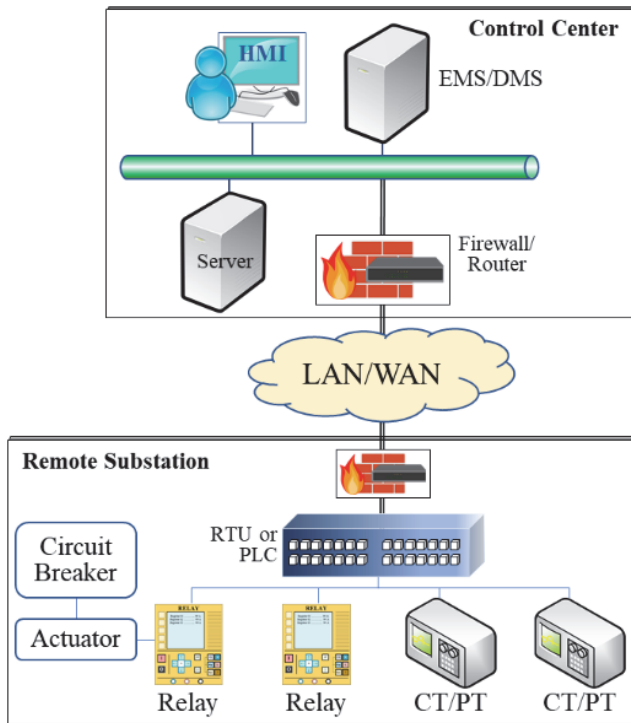 Control Center
HMI
EMS/DMS
Server
Firewall/
Router
LAN/WAN
Remote Substation
RTU or
PLC
Circuit
Breaker
Actuator
RELAY
RELAY
Relay
Relay
CT/PT
CT/PT